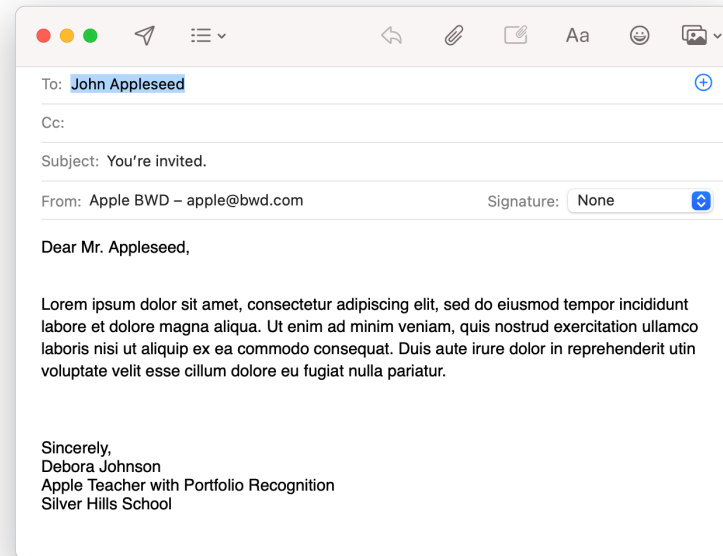 Aa
To: John Appleseed
Cc:
Subject: You're invited.
From: Apple BWD – apple@bwd.com Signature: None
Dear Mr. Appleseed,
Lorem ipsum dolor sit amet, consectetur adipiscing elit, sed do eiusmod tempor incididunt
labore et dolore magna aliqua. Ut enim ad minim veniam, quis nostrud exercitation ullamco
laboris nisi ut aliquip ex ea commodo consequat. Duis aute irure dolor in reprehenderit utin
voluptate velit esse cillum dolore eu fugiat nulla pariatur.
Sincerely,
Debora Johnson
Apple Teacher with Portfolio Recognition
Silver Hills School